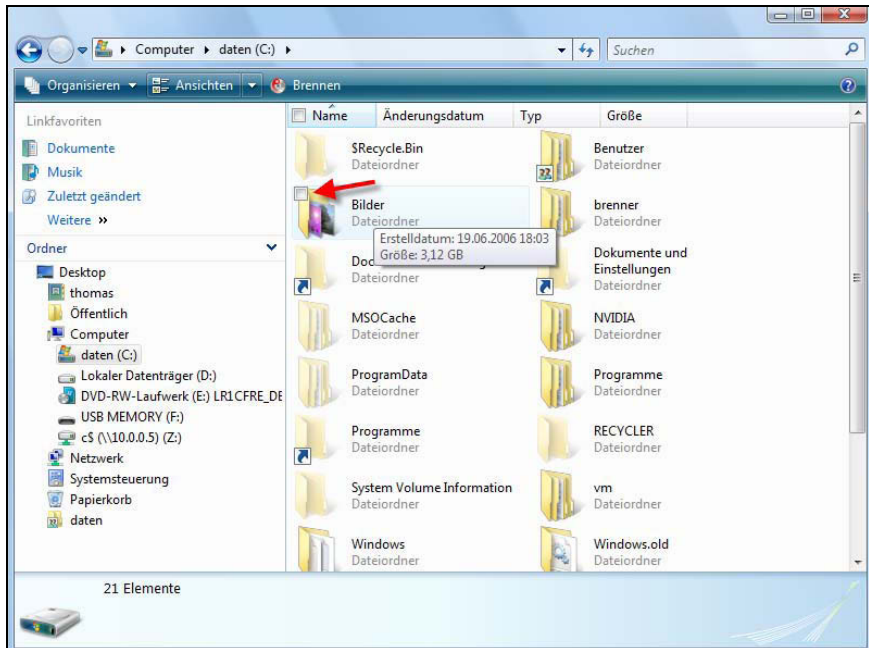 Computer ▸ daten (C:) ▸
Suchen
Organisieren Ansichten Brennen
Linkfavoriten
Dokumente
Musik
Zuletzt geändert
Weitere »
Ordner
Desktop
thomas
Öffentlich
Computer
daten (C:)
Lokaler Datenträger (D:)
DVD-RW-Laufwerk (E:) LR1CFRE_DE
USB MEMORY (F:)
c$ (\\10.0.0.5) (Z:)
Netzwerk
Systemsteuerung
Papierkorb
daten
Name Änderungsdatum Typ Größe
$Recycle.Bin
Dateiordner
Benutzer
Dateiordner
Bilder
Dateiordner
brenner
Dateiordner
Erstelldatum: 19.06.2006 18:03
Größe: 3,12 GB
Dateiordner
Dokumente und
Einstellungen
Dateiordner
MSOCache
Dateiordner
NVIDIA
Dateiordner
ProgramData
Dateiordner
Programme
Dateiordner
Programme
Dateiordner
RECYCLER
Dateiordner
System Volume Information
Dateiordner
vm
Dateiordner
Windows
Dateiordner
Windows.old
Dateiordner
21 Elemente